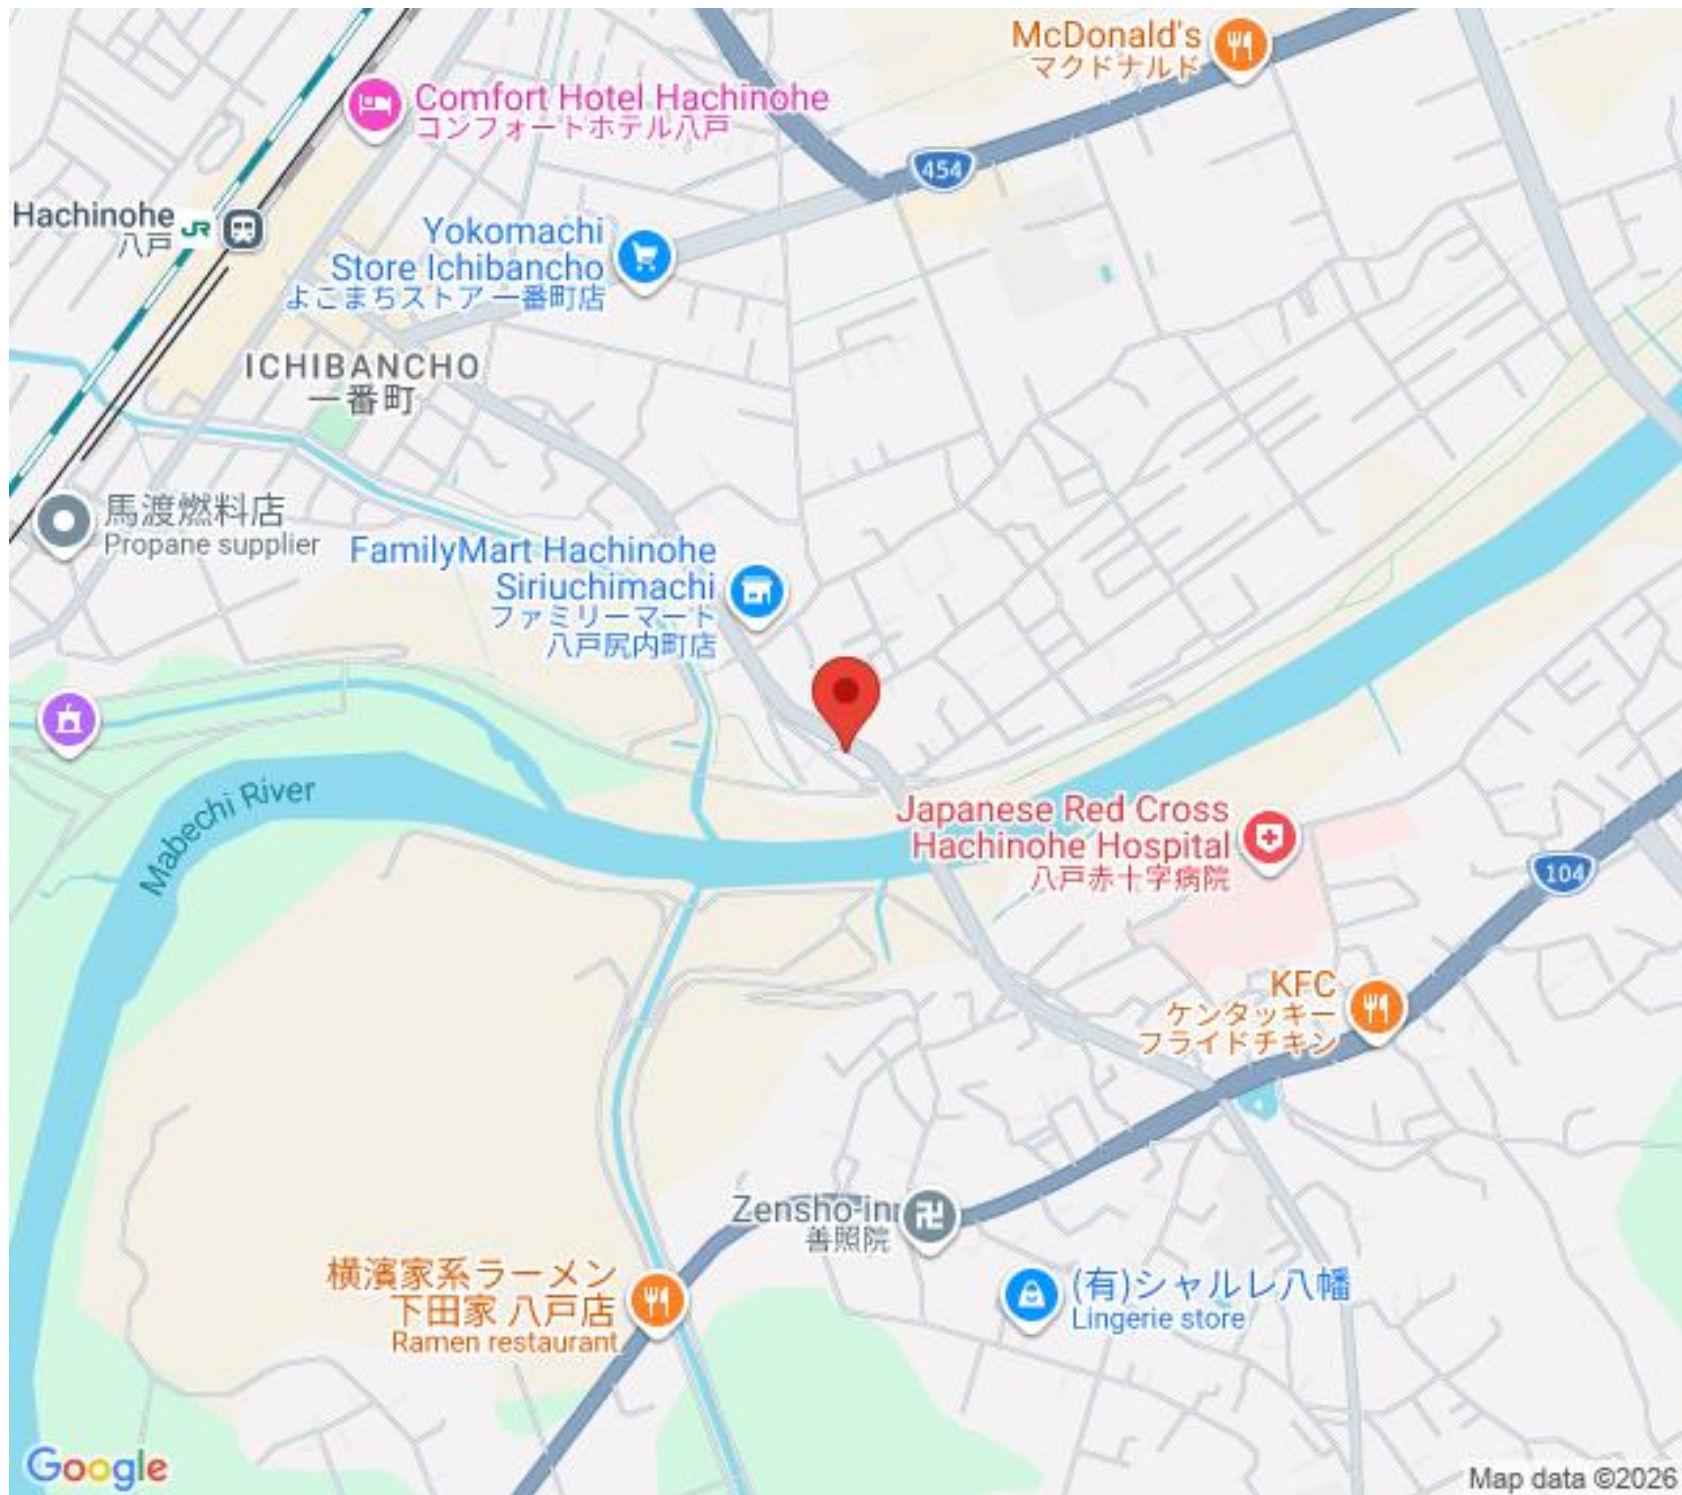 McDonald's
マクドナルド
Comfort Hotel Hachinohe
コンフォートホテル八戸
454
Hachinohe
八戸
JR
Yokomachi
Store Ichibancho
よこまちストア 一番町店
ICHIBANCHO
一番町
馬渡燃料店
Propane supplier
FamilyMart Hachinohe
Siriuchimachi
ファミリーマート
八戸尻内町店
Mabechi River
Japanese Red Cross
Hachinohe Hospital
八戸赤十字病院
104
KFC
ケンタッキー
フライドチキン
Zensho-in
善照院
横濱家系ラーメン
下田家 八戸店
Ramen restaurant
(有)シャルレ八幡
Lingerie store
Google
Map data ©2026